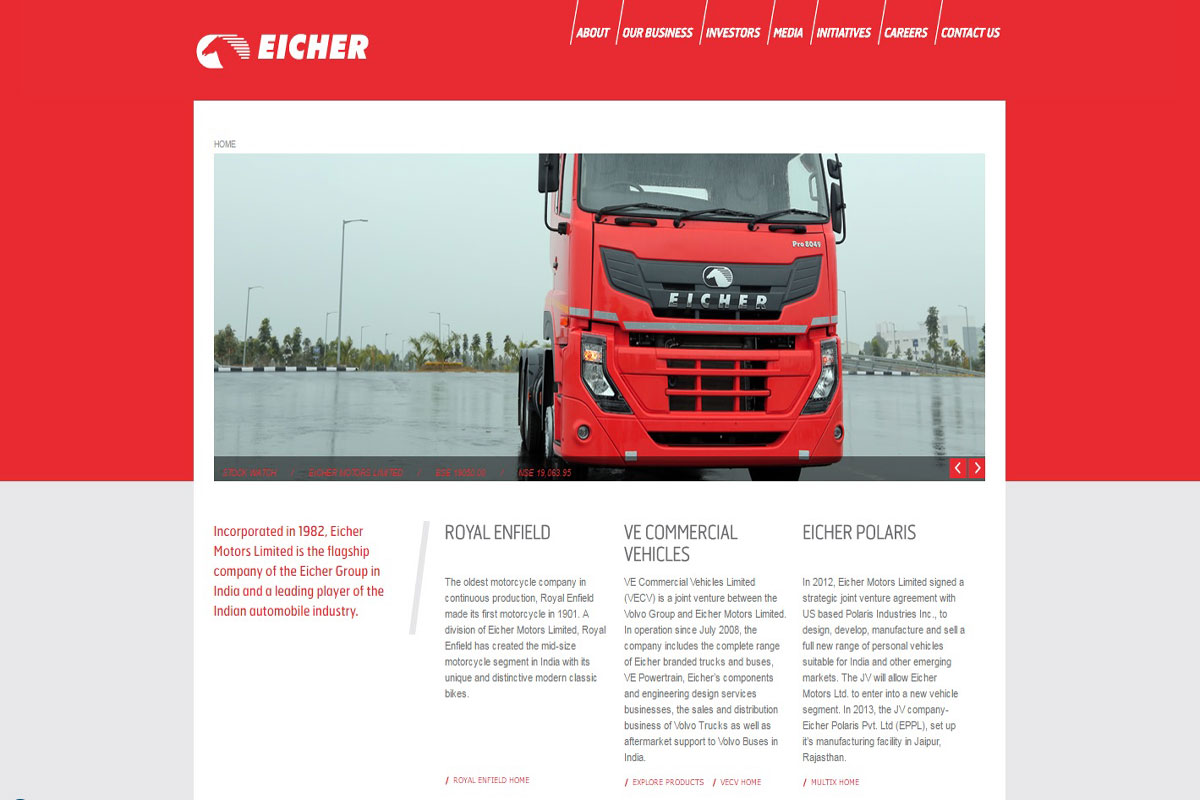 EICHER
ABOUT
OUR BUSINESS
INVESTORS
MEDIA
INITIATIVES
CAREERS
CONTACT US
HOME
Pro 8049
EICHER
STOCK WATCH / EICHER MOTORS LIMITED / BSE 19050.00 / NSE 19,063.95
Incorporated in 1982, Eicher
Motors Limited is the flagship
company of the Eicher Group in
India and a leading player of the
Indian automobile industry.
ROYAL ENFIELD
The oldest motorcycle company in
continuous production, Royal Enfield
made its first motorcycle in 1901. A
division of Eicher Motors Limited, Royal
Enfield has created the mid-size
motorcycle segment in India with its
unique and distinctive modern classic
bikes.
/ ROYAL ENFIELD HOME
VE COMMERCIAL
VEHICLES
VE Commercial Vehicles Limited
(VECV) is a joint venture between the
Volvo Group and Eicher Motors Limited.
In operation since July 2008, the
company includes the complete range
of Eicher branded trucks and buses,
VE Powertrain, Eicher's components
and engineering design services
businesses, the sales and distribution
business of Volvo Trucks as well as
aftermarket support to Volvo Buses in
India.
/ EXPLORE PRODUCTS / VECV HOME
EICHER POLARIS
In 2012, Eicher Motors Limited signed a
strategic joint venture agreement with
US based Polaris Industries Inc., to
design, develop, manufacture and sell a
full new range of personal vehicles
suitable for India and other emerging
markets. The JV will allow Eicher
Motors Ltd. to enter into a new vehicle
segment. In 2013, the JV company-
Eicher Polaris Pvt. Ltd (EPPL), set up
it's manufacturing facility in Jaipur,
Rajasthan.
/ MULTIX HOME